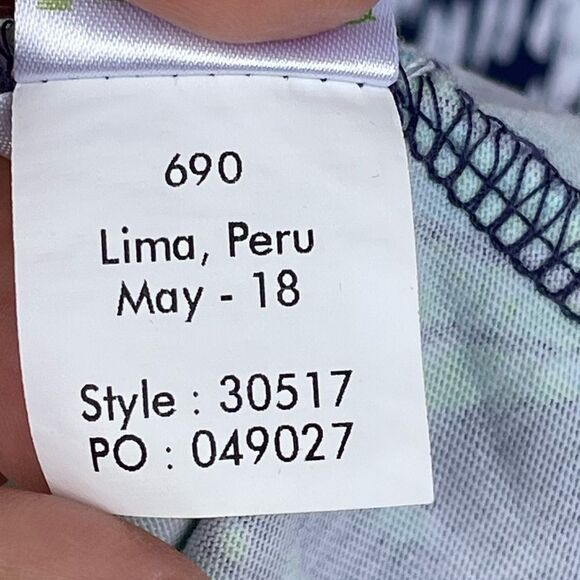 690
Lima, Peru
May - 18
Style : 30517
PO : 049027